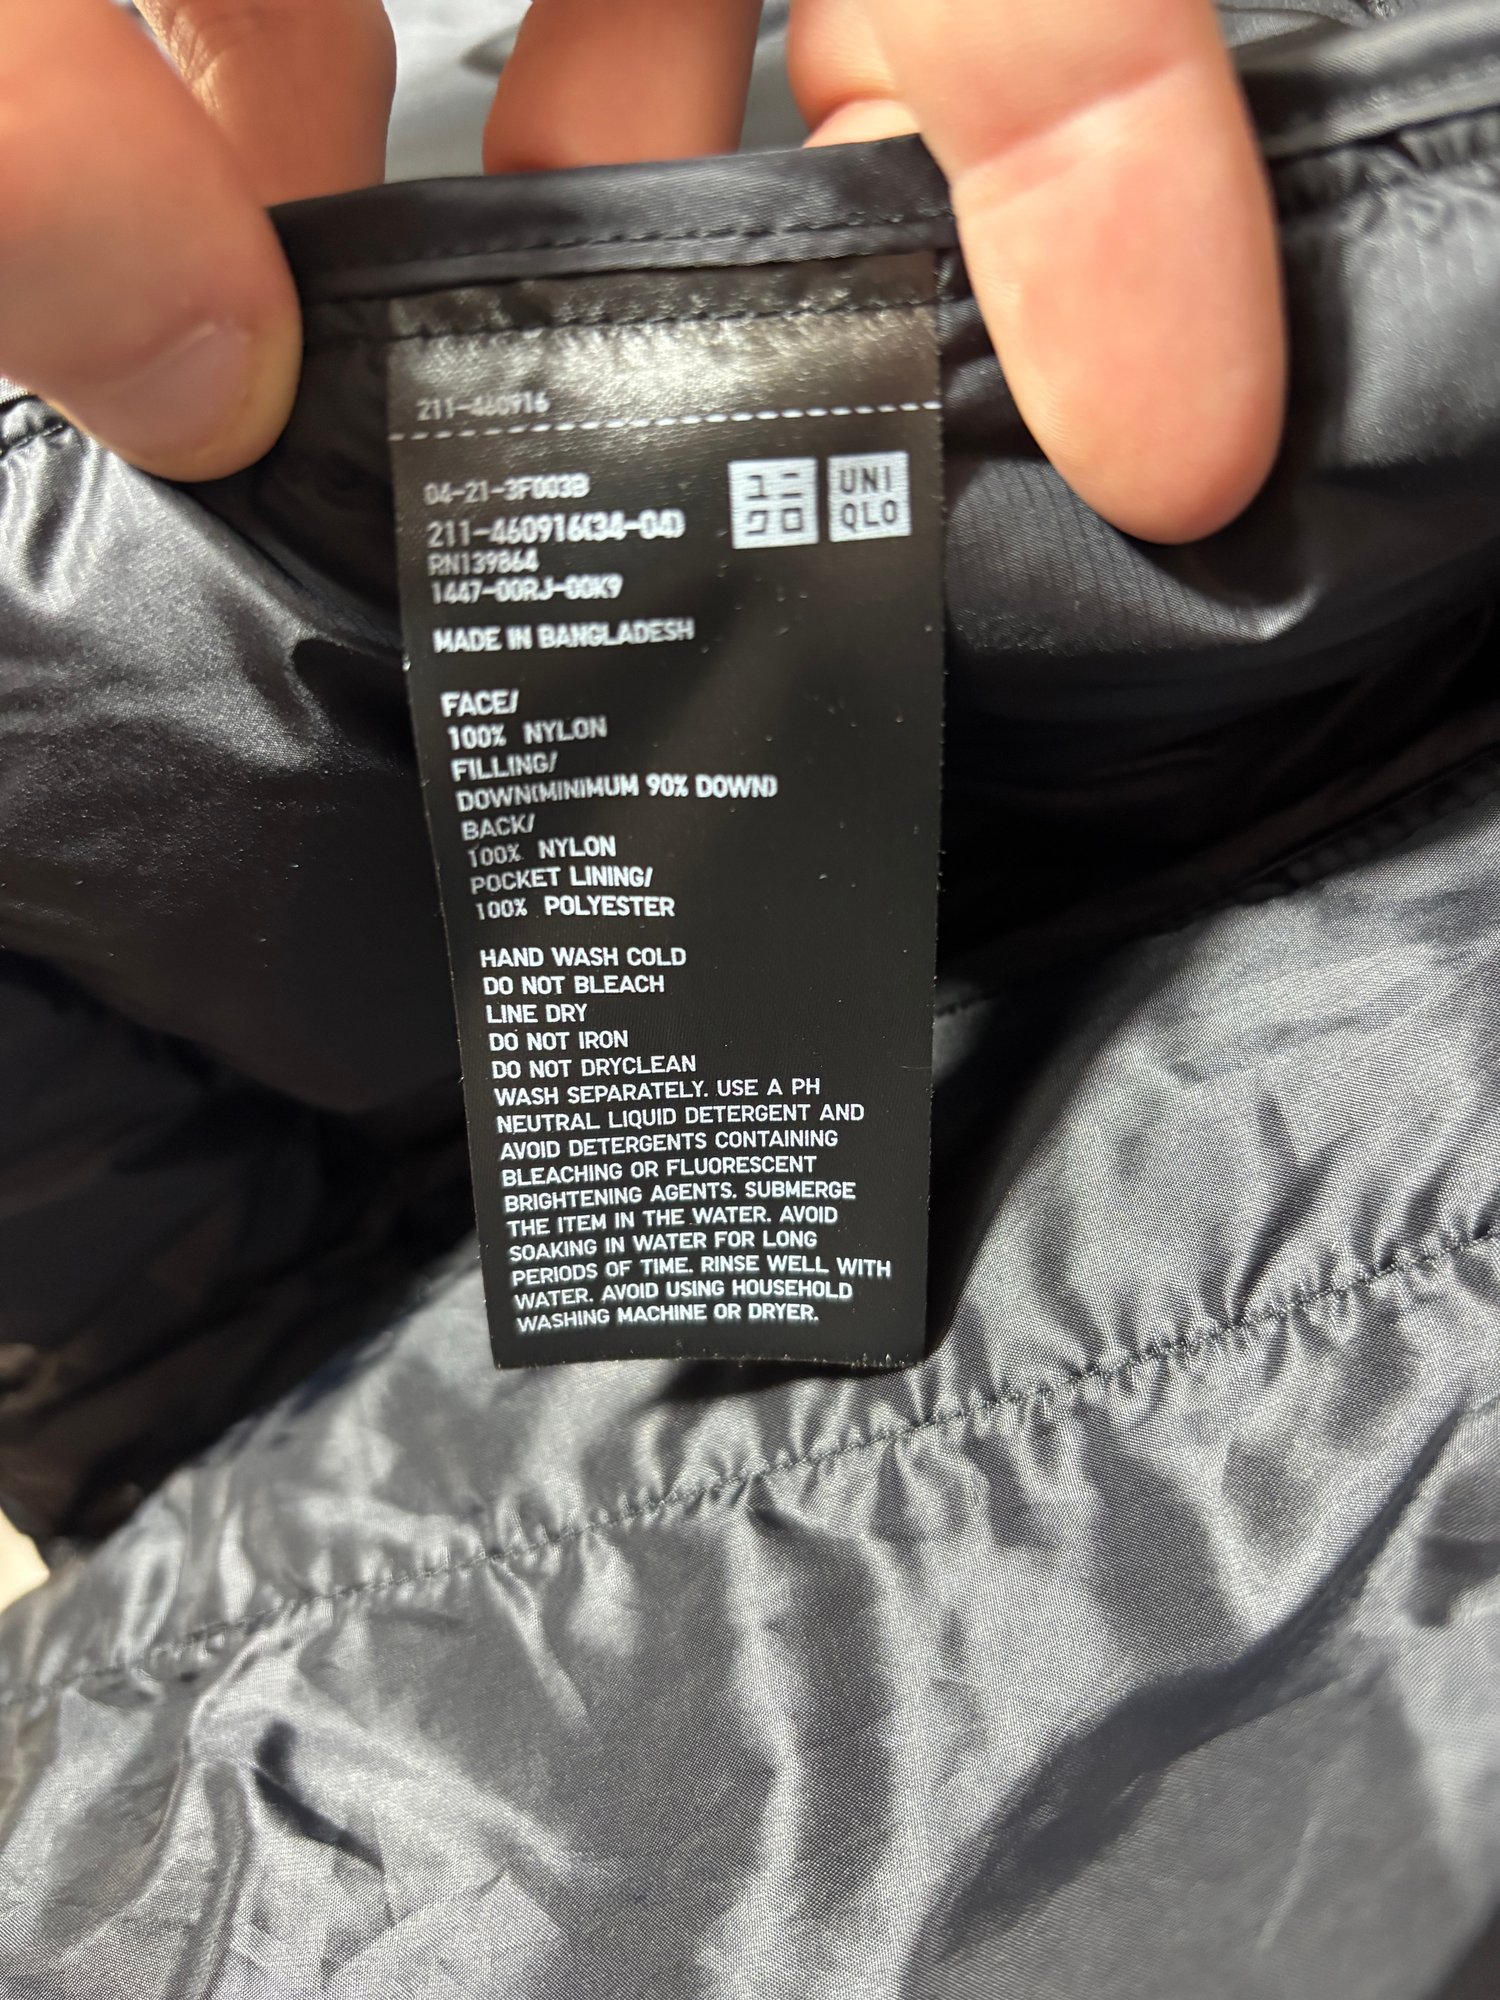 211-460916
04-21-3F003B
ユニ UNI
クロ QLO
211-460916(34-04)
RN139864
1447-00RJ-00K9
MADE IN BANGLADESH
FACE/
100% NYLON
FILLING/
DOWN(MINIMUM 90% DOWN)
BACK/
100% NYLON
POCKET LINING/
100% POLYESTER
HAND WASH COLD
DO NOT BLEACH
LINE DRY
DO NOT IRON
DO NOT DRYCLEAN
WASH SEPARATELY. USE A PH
NEUTRAL LIQUID DETERGENT AND
AVOID DETERGENTS CONTAINING
BLEACHING OR FLUORESCENT
BRIGHTENING AGENTS. SUBMERGE
THE ITEM IN THE WATER. AVOID
SOAKING IN WATER FOR LONG
PERIODS OF TIME. RINSE WELL WITH
WATER. AVOID USING HOUSEHOLD
WASHING MACHINE OR DRYER.